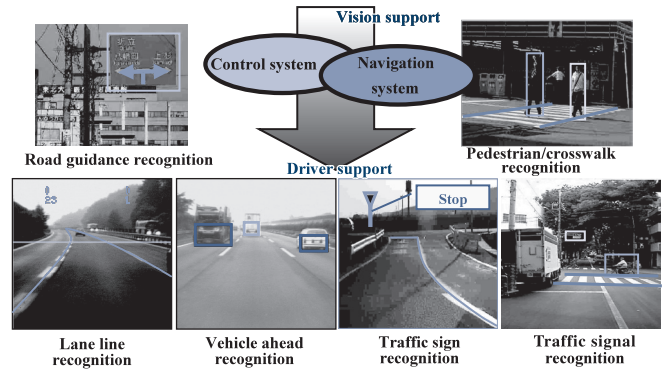 Vision support
Control system
Navigation
system
Driver support
Road guidance recognition
Pedestrian/crosswalk
recognition
23
Stop
Lane line
recognition
Vehicle ahead
recognition
Traffic sign
recognition
Traffic signal
recognition